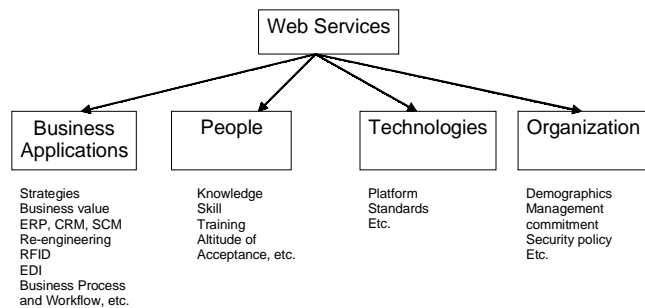 Web Services
Business
Applications
People
Technologies
Organization
Strategies
Business value
ERP, CRM, SCM
Re-engineering
RFID
EDI
Business Process
and Workflow, etc.
Knowledge
Skill
Training
Altitude of
Acceptance, etc.
Platform
Standards
Etc.
Demographics
Management
commitment
Security policy
Etc.